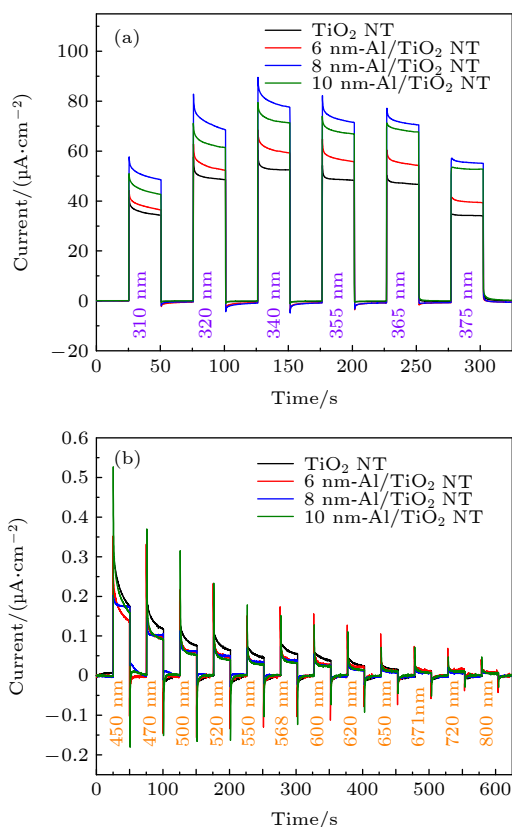 (a)
TiO₂ NT
6 nm-Al/TiO₂ NT
8 nm-Al/TiO₂ NT
10 nm-Al/TiO₂ NT
100
80
60
40
20
0
−20
Current/(μA·cm⁻²)
310 nm
320 nm
340 nm
355 nm
365 nm
375 nm
0 50 100 150 200 250 300
Time/s
(b)
TiO₂ NT
6 nm-Al/TiO₂ NT
8 nm-Al/TiO₂ NT
10 nm-Al/TiO₂ NT
0.6
0.5
0.4
0.3
0.2
0.1
0
−0.1
−0.2
Current/(μA·cm⁻²)
450 nm
470 nm
500 nm
520 nm
550 nm
568 nm
600 nm
620 nm
650 nm
671nm
720 nm
800 nm
0 100 200 300 400 500 600
Time/s